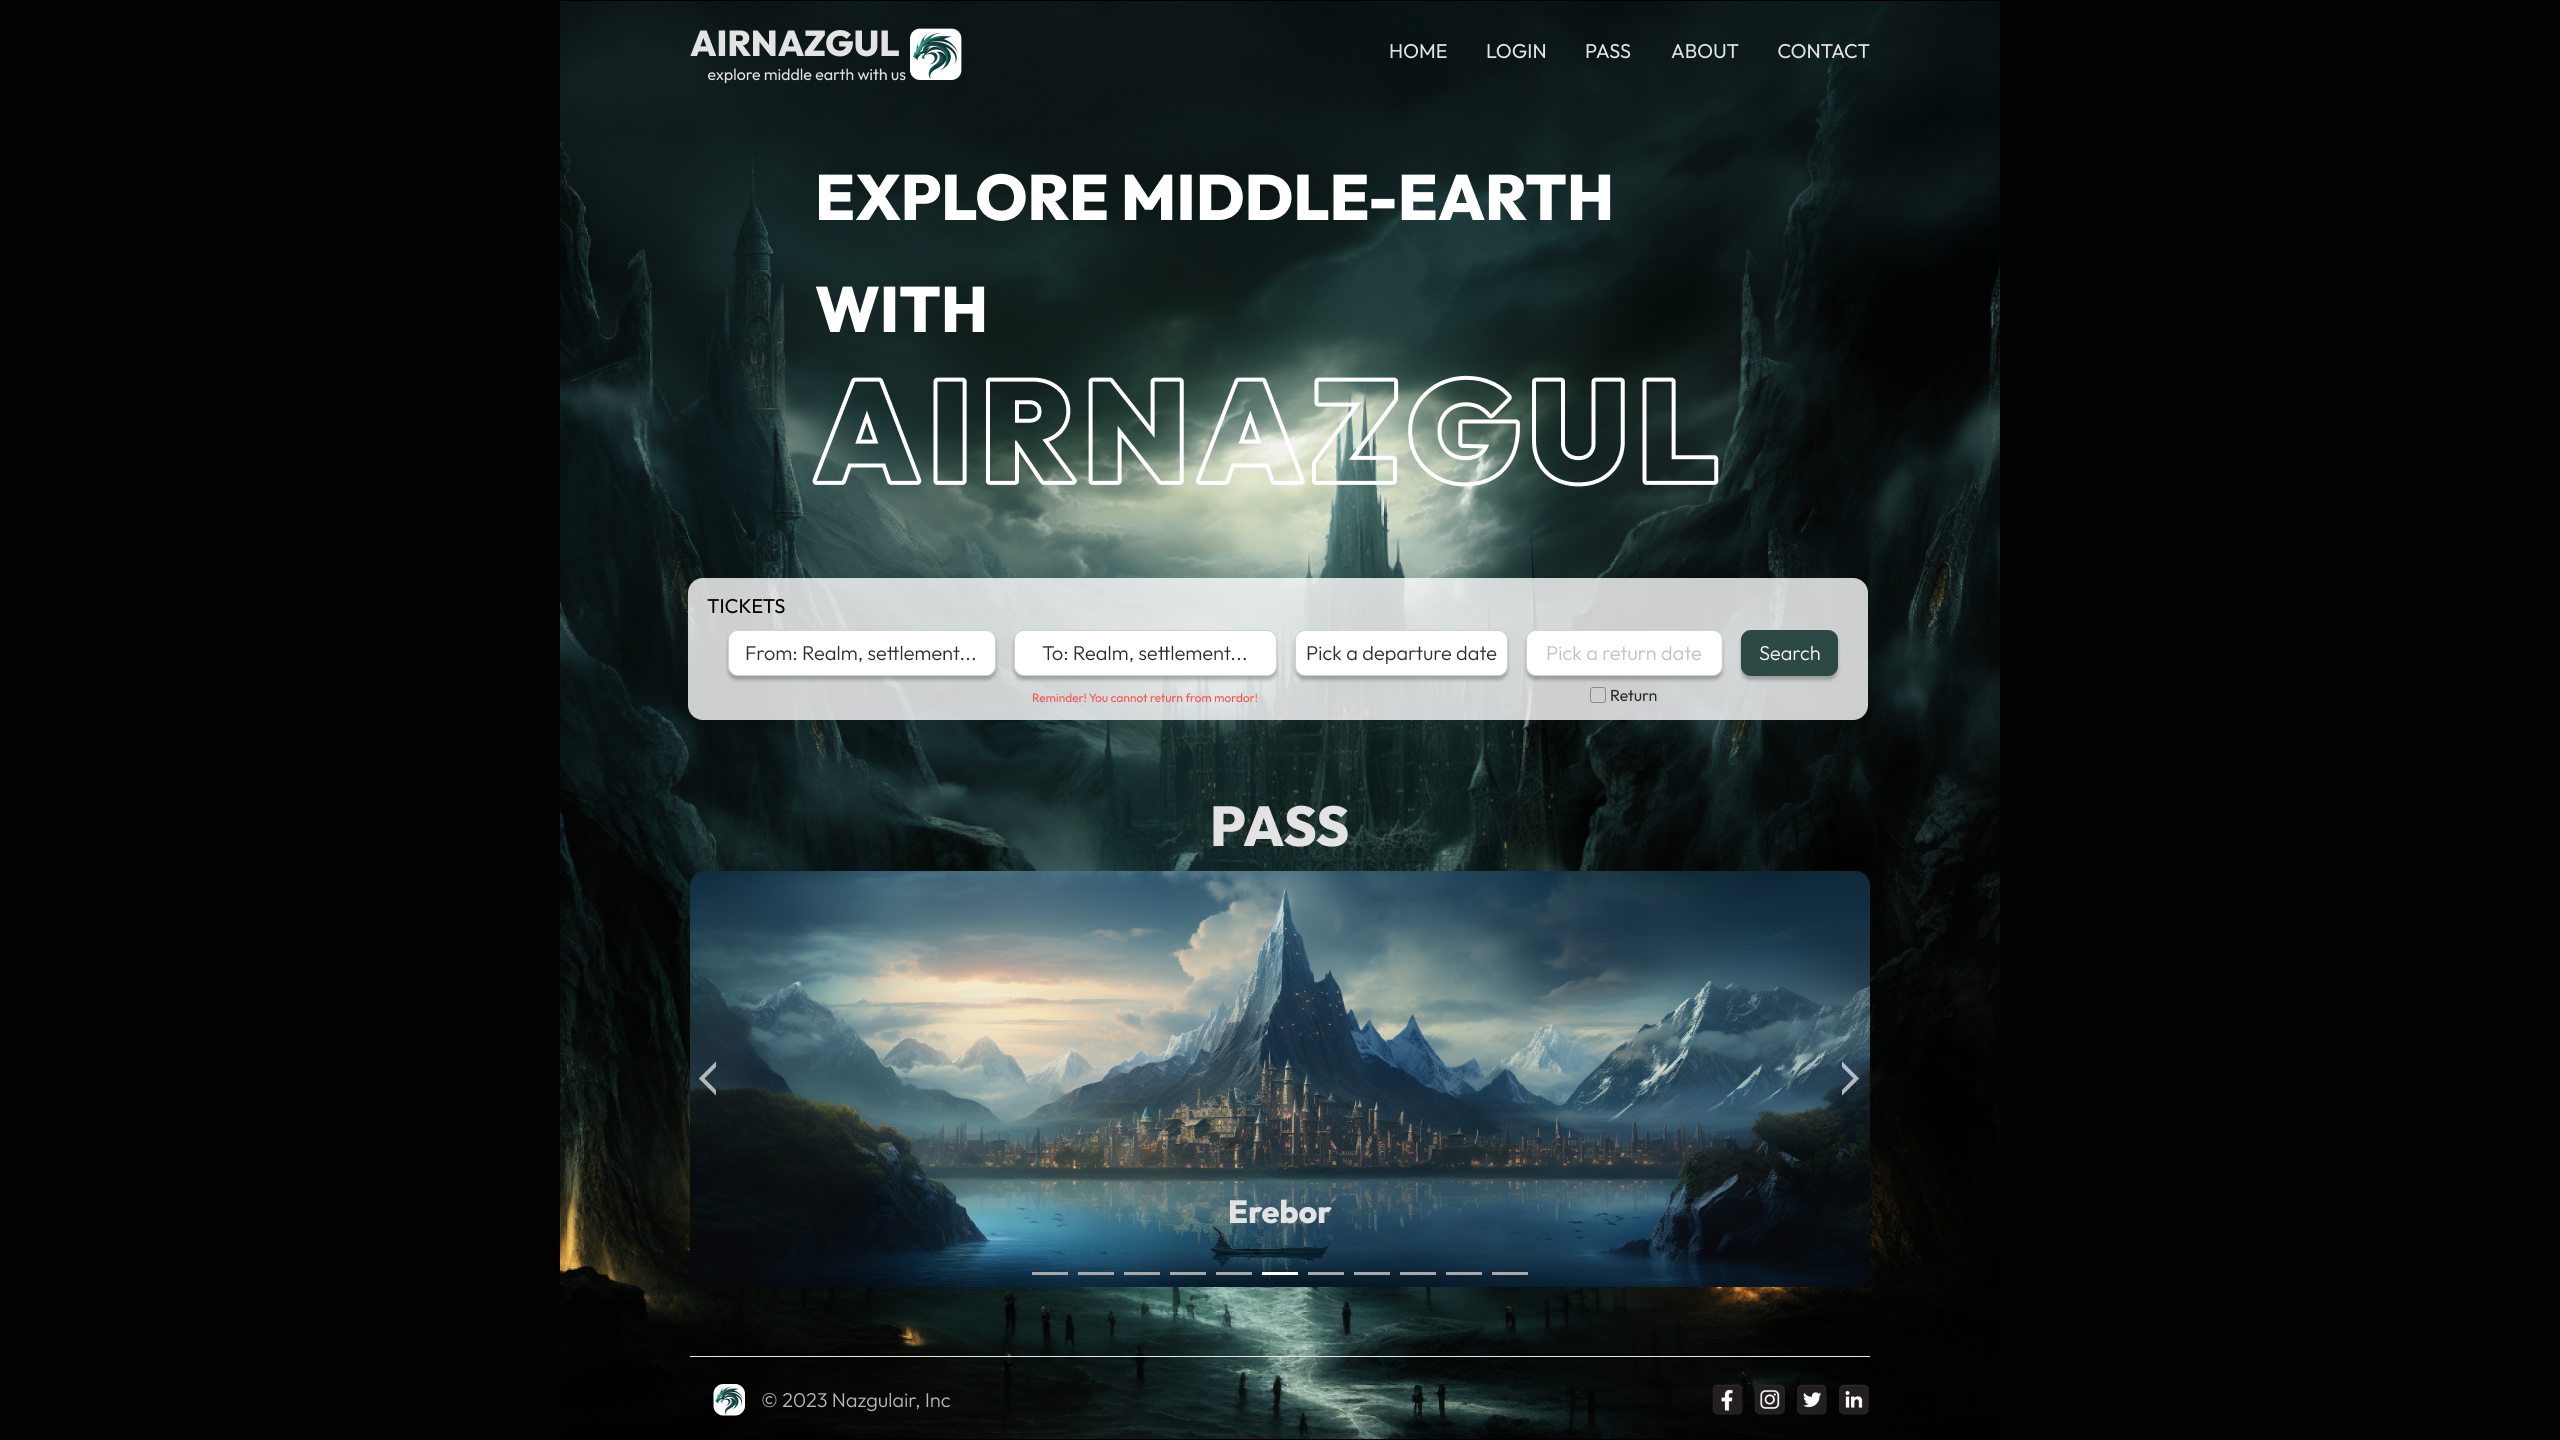 AIRNAZGUL
explore middle earth with us
HOME LOGIN PASS ABOUT CONTACT
EXPLORE MIDDLE-EARTH
WITH
AIRNAZGUL
TICKETS
From: Realm, settlement... To: Realm, settlement... Pick a departure date Pick a return date Search
Reminder! You cannot return from mordor! Return
PASS
Erebor
© 2023 Nazgulair, Inc